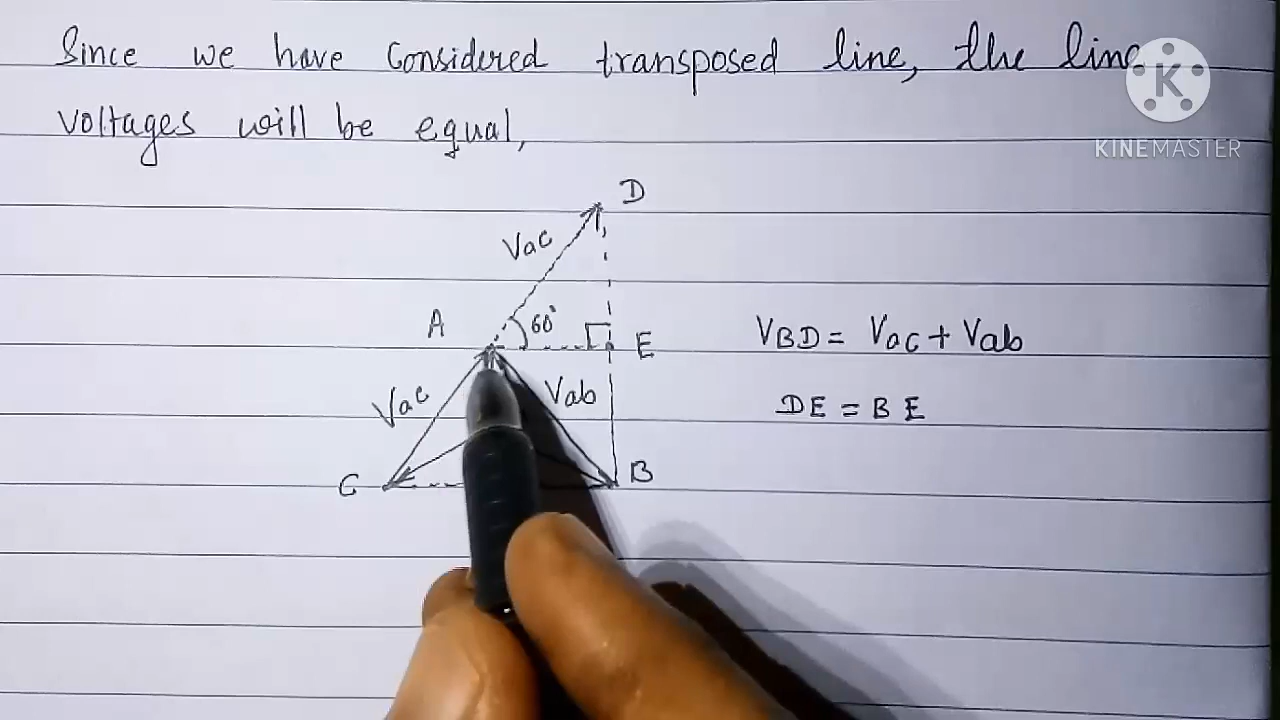 Since we have Considered transposed line, the line
voltages will be equal,
K
KINEMASTER
D
Vac
A
60°
E
VBD = Vac + Vab
Vac
Vab
DE = BE
C
B